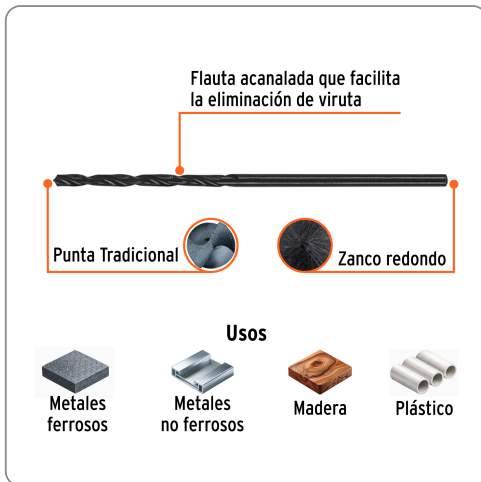 Flauta acanalada que facilita
la eliminación de viruta
Punta Tradicional
Zanco redondo
Usos
Metales
ferrosos
Metales
no ferrosos
Madera
Plástico